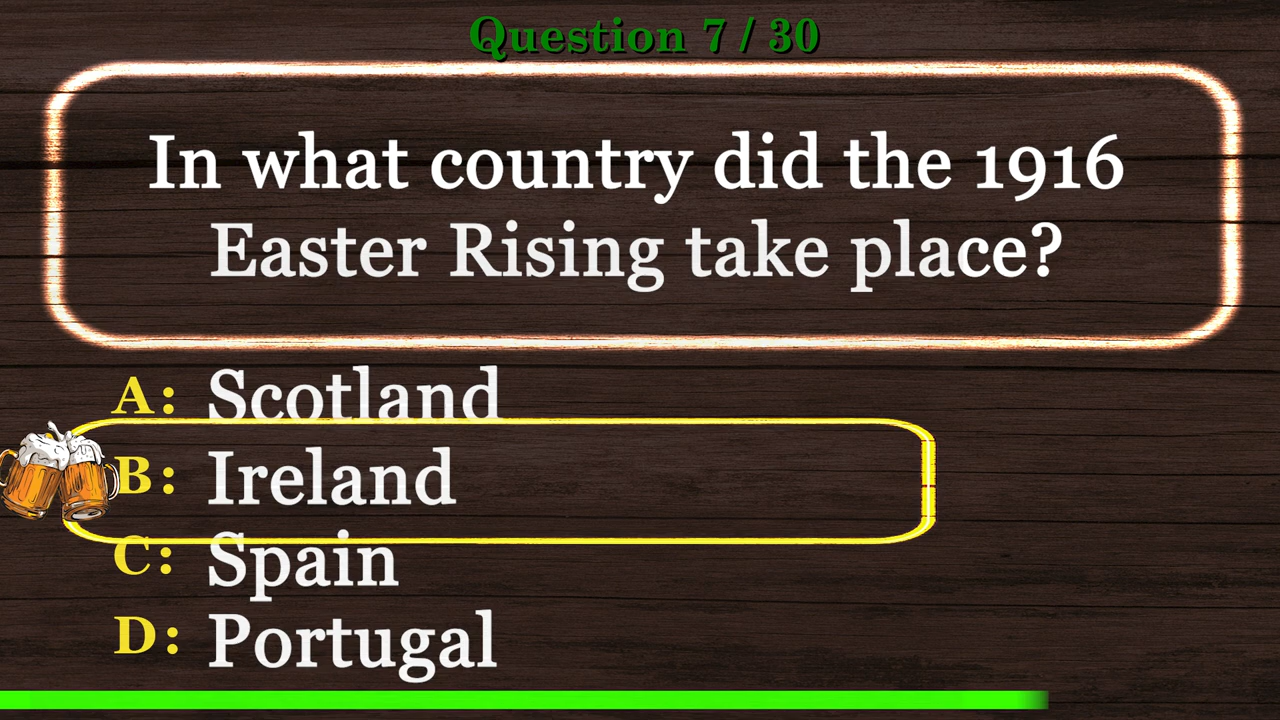 Question 7 / 30
In what country did the 1916
Easter Rising take place?
A: Scotland
B: Ireland
C: Spain
D: Portugal